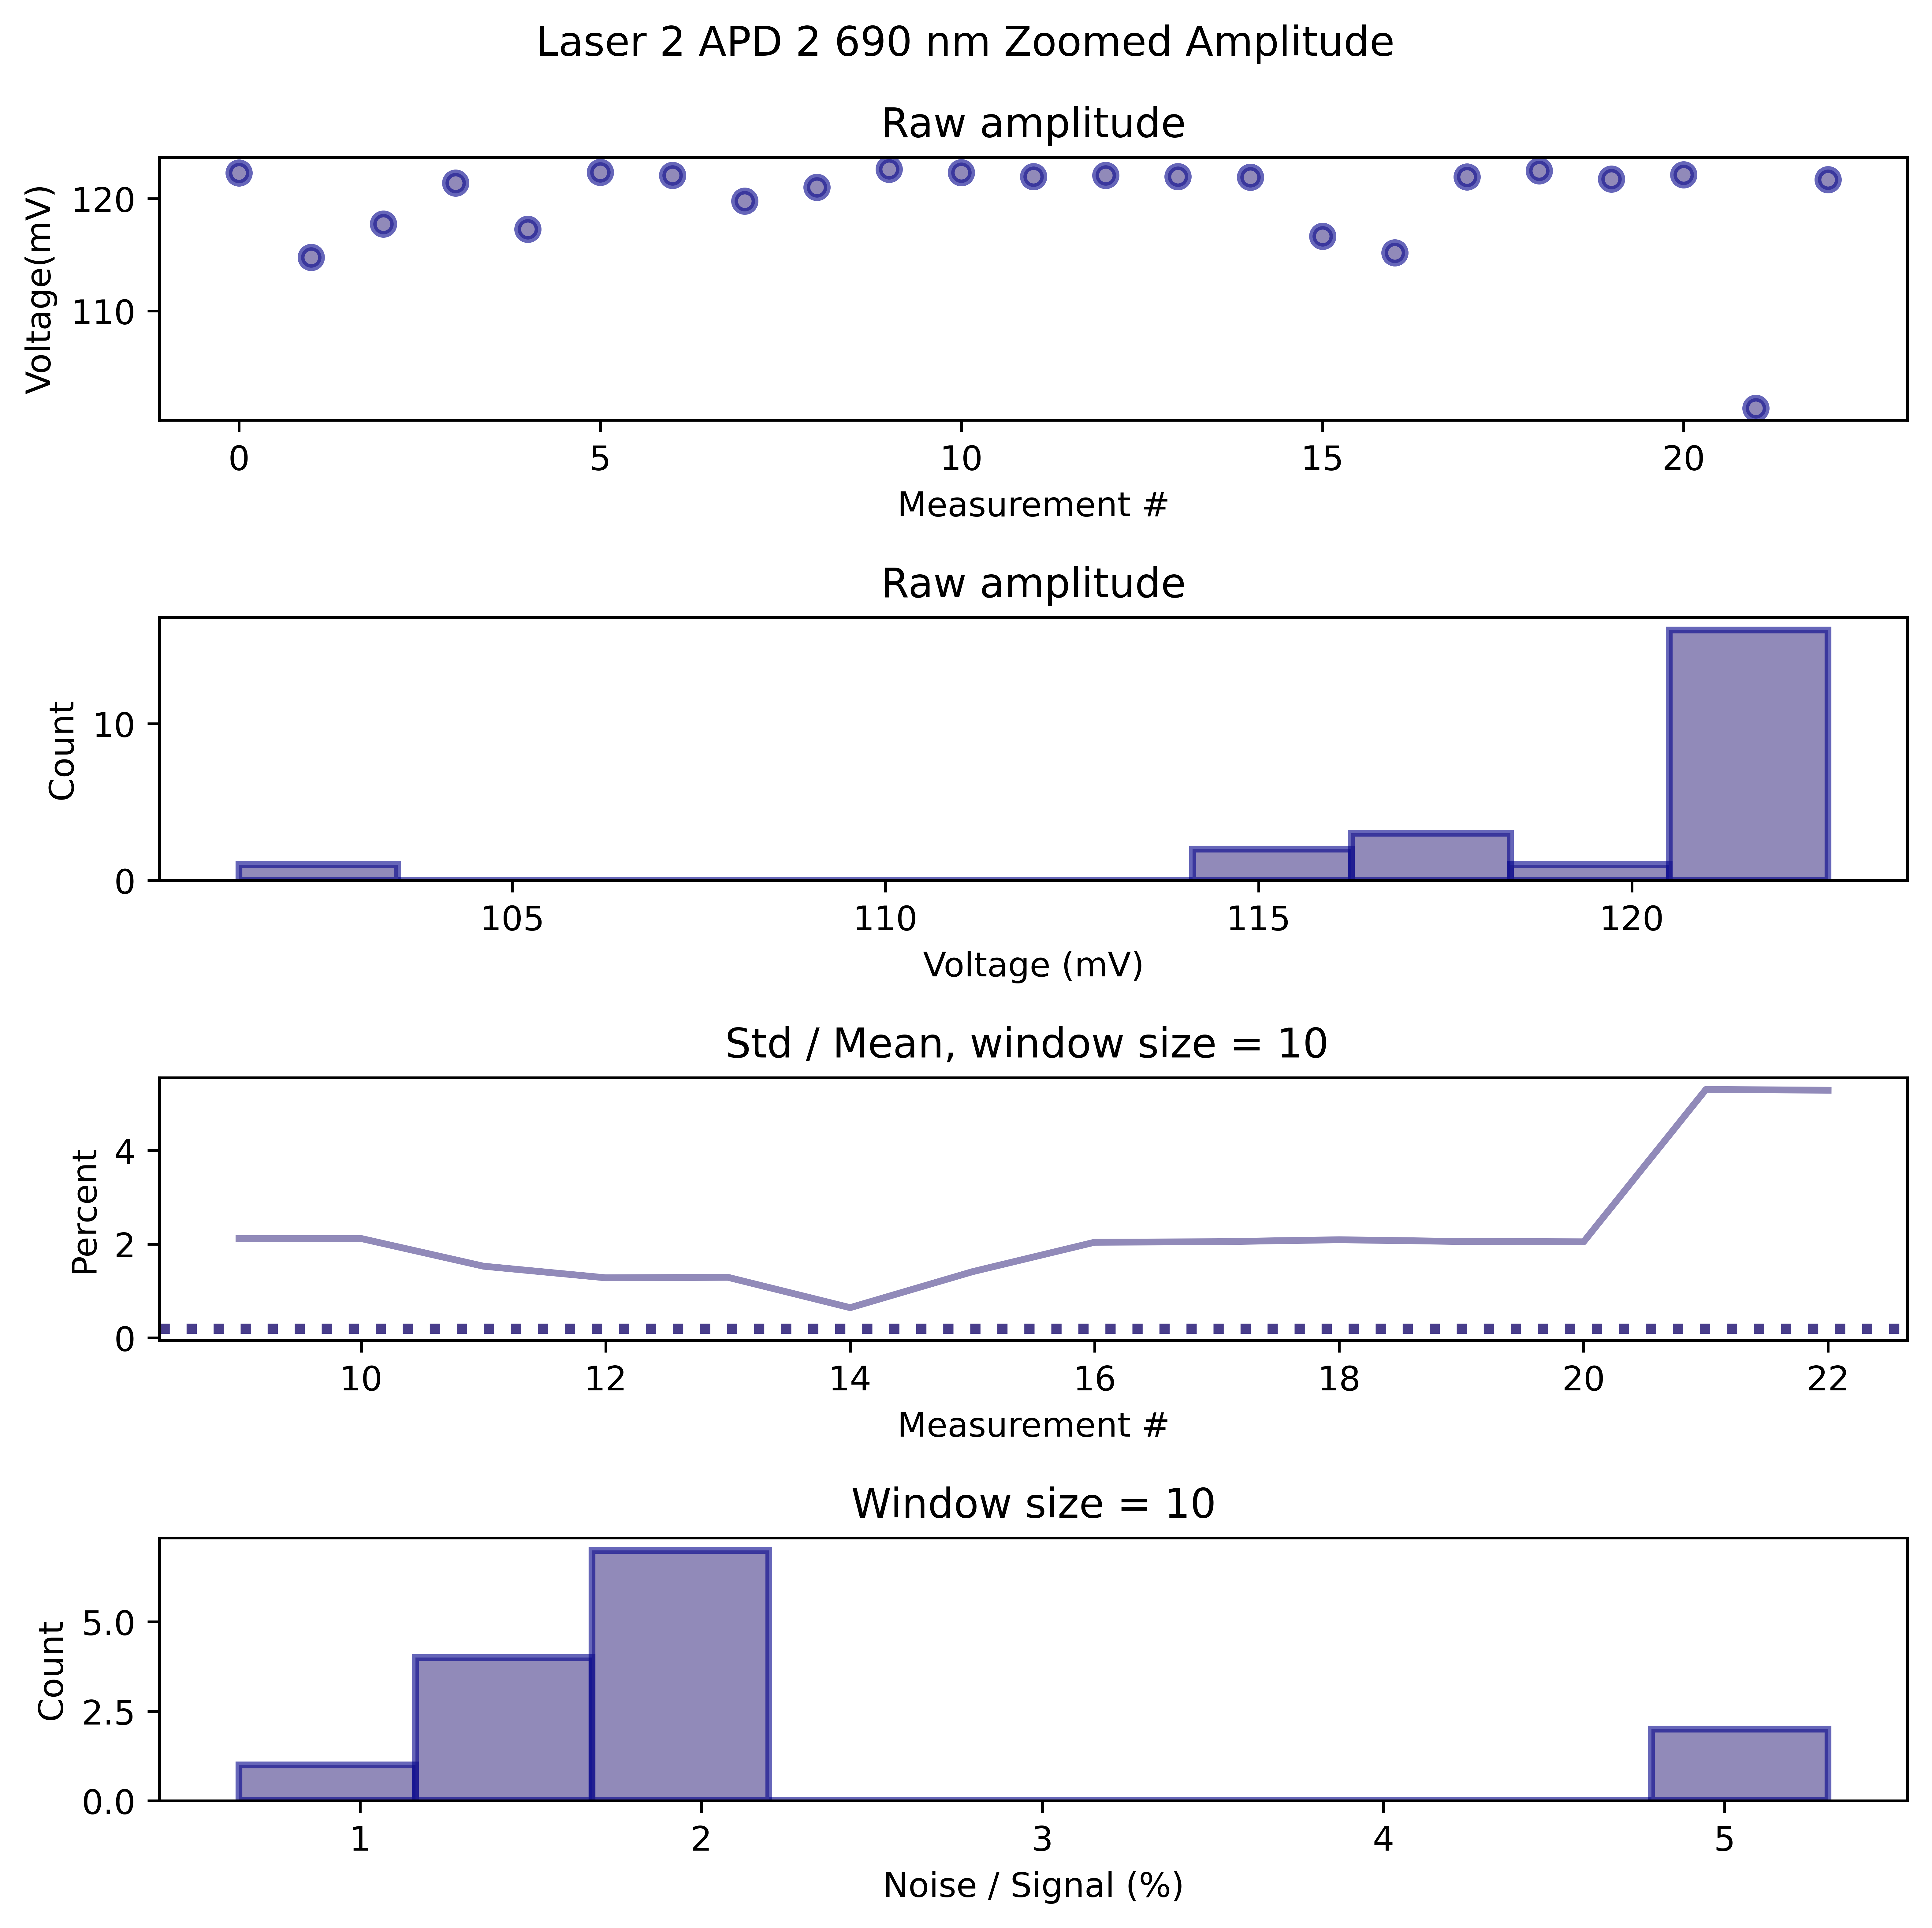 Laser 2 APD 2 690 nm Zoomed Amplitude
Raw amplitude
Voltage(mV)
120
110
0 5 10 15 20
Measurement #
Raw amplitude
Count
10
0
105 110 115 120
Voltage (mV)
Std / Mean, window size = 10
Percent
4
2
0
10 12 14 16 18 20 22
Measurement #
Window size = 10
Count
5.0
2.5
0.0
1 2 3 4 5
Noise / Signal (%)